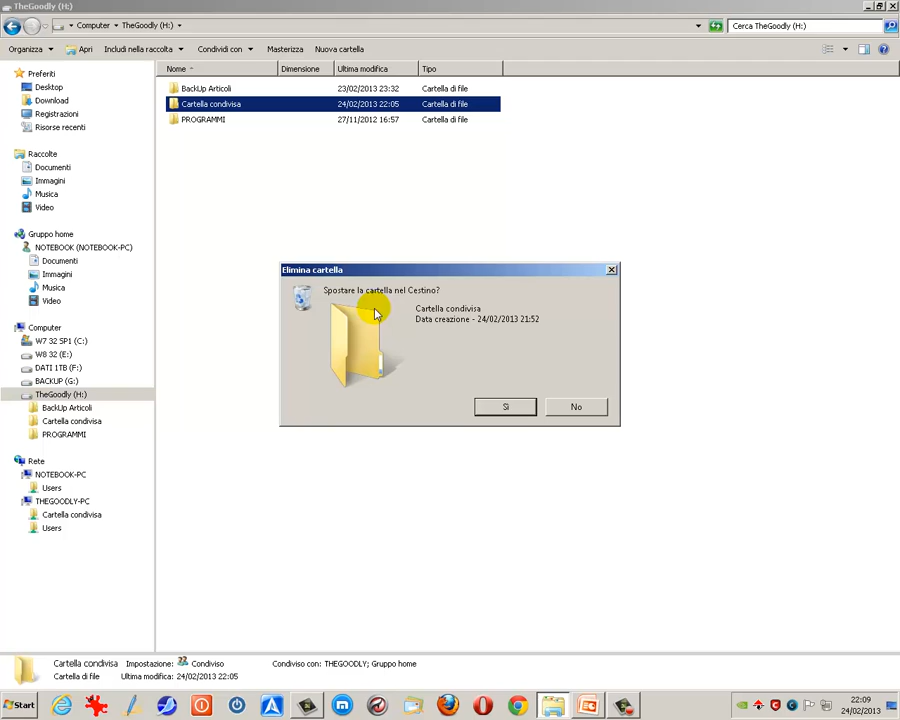 TheGoodly (H:)
Computer TheGoodly (H:)
Cerca TheGoodly (H:)
Organizza Apri Includi nella raccolta Condividi con Masterizza Nuova cartella
Nome Dimensione Ultima modifica Tipo
BackUp Articoli 23/02/2013 23:32 Cartella di file
Cartella condivisa 24/02/2013 22:05 Cartella di file
PROGRAMMI 27/11/2012 16:57 Cartella di file
Preferiti
Desktop
Download
Registrazioni
Risorse recenti
Raccolte
Documenti
Immagini
Musica
Video
Gruppo home
NOTEBOOK (NOTEBOOK-PC)
Documenti
Immagini
Musica
Video
Computer
W7 32 SP1 (C:)
W8 32 (E:)
DATI 1TB (F:)
BACKUP (G:)
TheGoodly (H:)
BackUp Articoli
Cartella condivisa
PROGRAMMI
Rete
NOTEBOOK-PC
Users
THEGOODLY-PC
Cartella condivisa
Users
Elimina cartella
Spostare la cartella nel Cestino?
Cartella condivisa
Data creazione - 24/02/2013 21:52
Sì No
Cartella condivisa Impostazione: Condiviso Condiviso con: THEGOODLY; Gruppo home
Cartella di file Ultima modifica: 24/02/2013 22:05
Start
22:09
24/02/2013